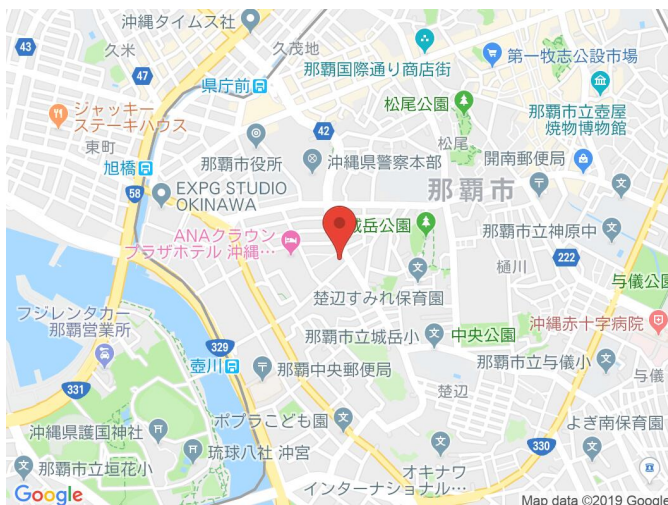 沖縄タイムス社
久米
久茂地
43
47
那覇国際通り商店街
第一牧志公設市場
県庁前
松尾公園
那覇市立壺屋
焼物博物館
ジャッキー
ステーキハウス
東町
42
松尾
那覇市役所
沖縄県警察本部
開南郵便局
旭橋
58
EXPG STUDIO
OKINAWA
那覇市
城岳公園
那覇市立神原中
ANAクラウン
プラザホテル 沖縄…
222
樋川
与儀公園
楚辺すみれ保育園
フジレンタカー
那覇営業所
沖縄赤十字病院
329
那覇市立城岳小
中央公園
壺川
那覇中央郵便局
那覇市立与儀小
331
楚辺
与儀
ポプラこども園
よぎ南保育園
沖縄県護国神社
330
琉球八社 沖宮
那覇市立垣花小
オキナワ
インターナショナル…
Google
Map data ©2019 Google